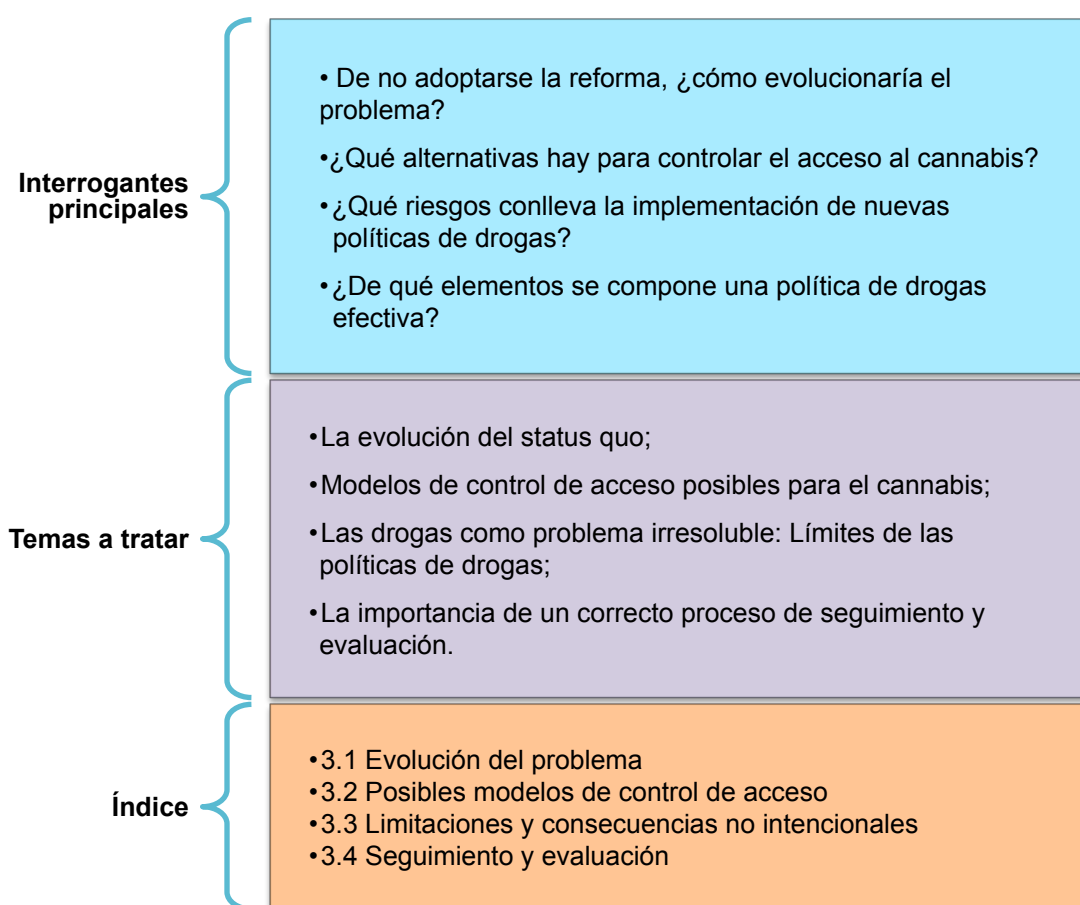 Interrogantes
principales
• De no adoptarse la reforma, ¿cómo evolucionaría el
problema?
•¿Qué alternativas hay para controlar el acceso al cannabis?
•¿Qué riesgos conlleva la implementación de nuevas
políticas de drogas?
•¿De qué elementos se compone una política de drogas
efectiva?
Temas a tratar
•La evolución del status quo;
•Modelos de control de acceso posibles para el cannabis;
•Las drogas como problema irresoluble: Límites de las
políticas de drogas;
•La importancia de un correcto proceso de seguimiento y
evaluación.
Índice
•3.1 Evolución del problema
•3.2 Posibles modelos de control de acceso
•3.3 Limitaciones y consecuencias no intencionales
•3.4 Seguimiento y evaluación